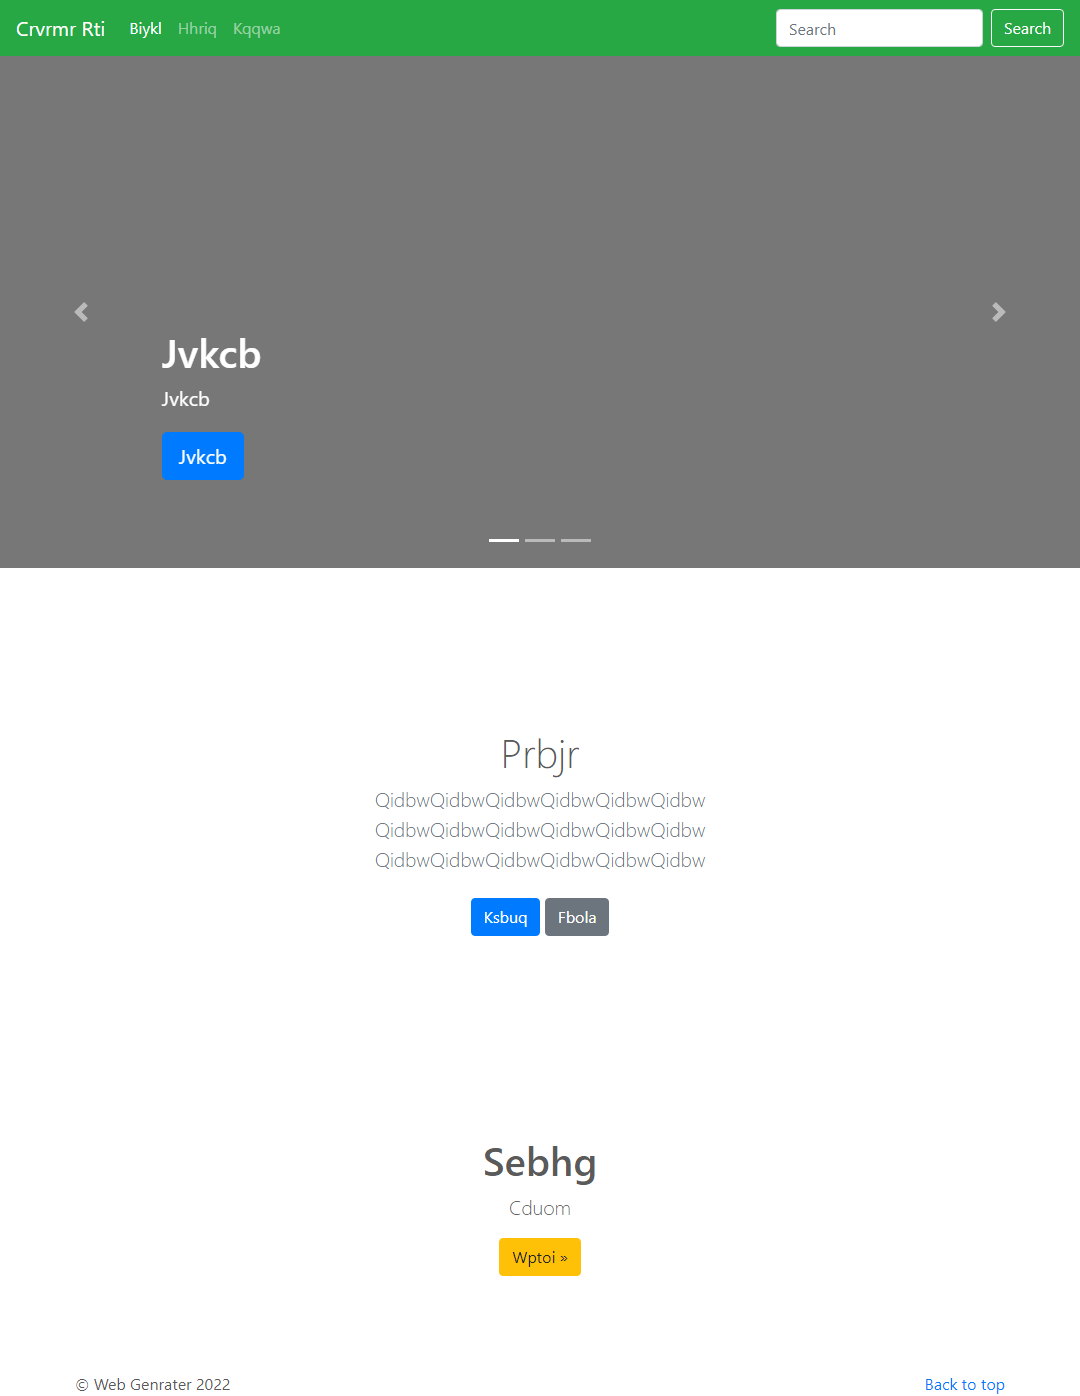 Crvrmr Rti Biykl Hhriq Kqqwa Search Search
Jvkcb
Jvkcb
Jvkcb
Prbjr
QidbwQidbwQidbwQidbwQidbwQidbw
QidbwQidbwQidbwQidbwQidbwQidbw
QidbwQidbwQidbwQidbwQidbwQidbw
Ksbuq Fbola
Sebhg
Cduom
Wptoi »
© Web Genrater 2022 Back to top